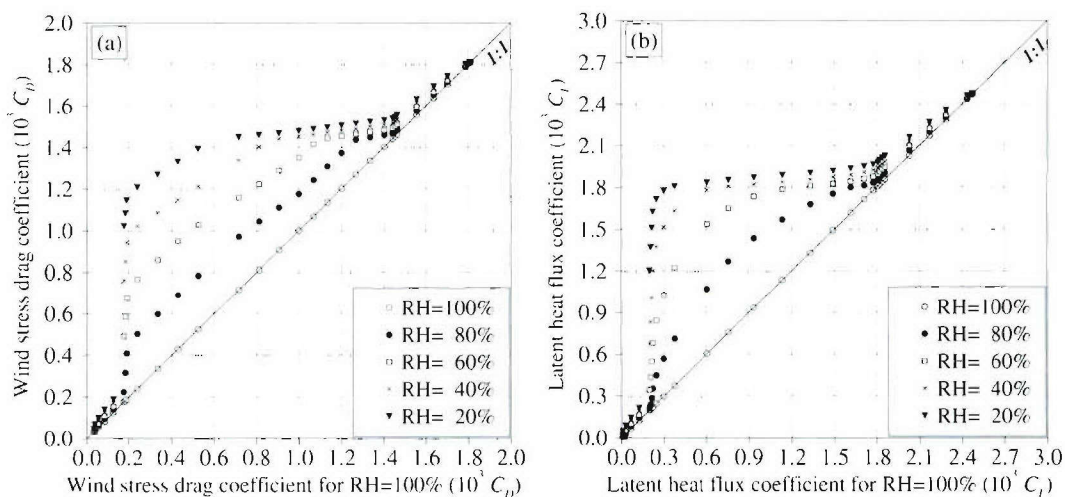 (a)
1:1
Wind stress drag coefficient (10³ C_D)
2.0
1.8
1.6
1.4
1.2
1.0
0.8
0.6
0.4
0.2
0.0
RH=100%
RH= 80%
RH= 60%
RH= 40%
RH= 20%
0.0 0.2 0.4 0.6 0.8 1.0 1.2 1.4 1.6 1.8 2.0
Wind stress drag coefficient for RH=100% (10³ C_D)
(b)
1:1
Latent heat flux coefficient (10³ C_L)
3.0
2.7
2.4
2.1
1.8
1.5
1.2
0.9
0.6
0.3
0.0
RH=100%
RH= 80%
RH= 60%
RH= 40%
RH= 20%
0.0 0.3 0.6 0.9 1.2 1.5 1.8 2.1 2.4 2.7 3.0
Latent heat flux coefficient for RH=100% (10³ C_L)